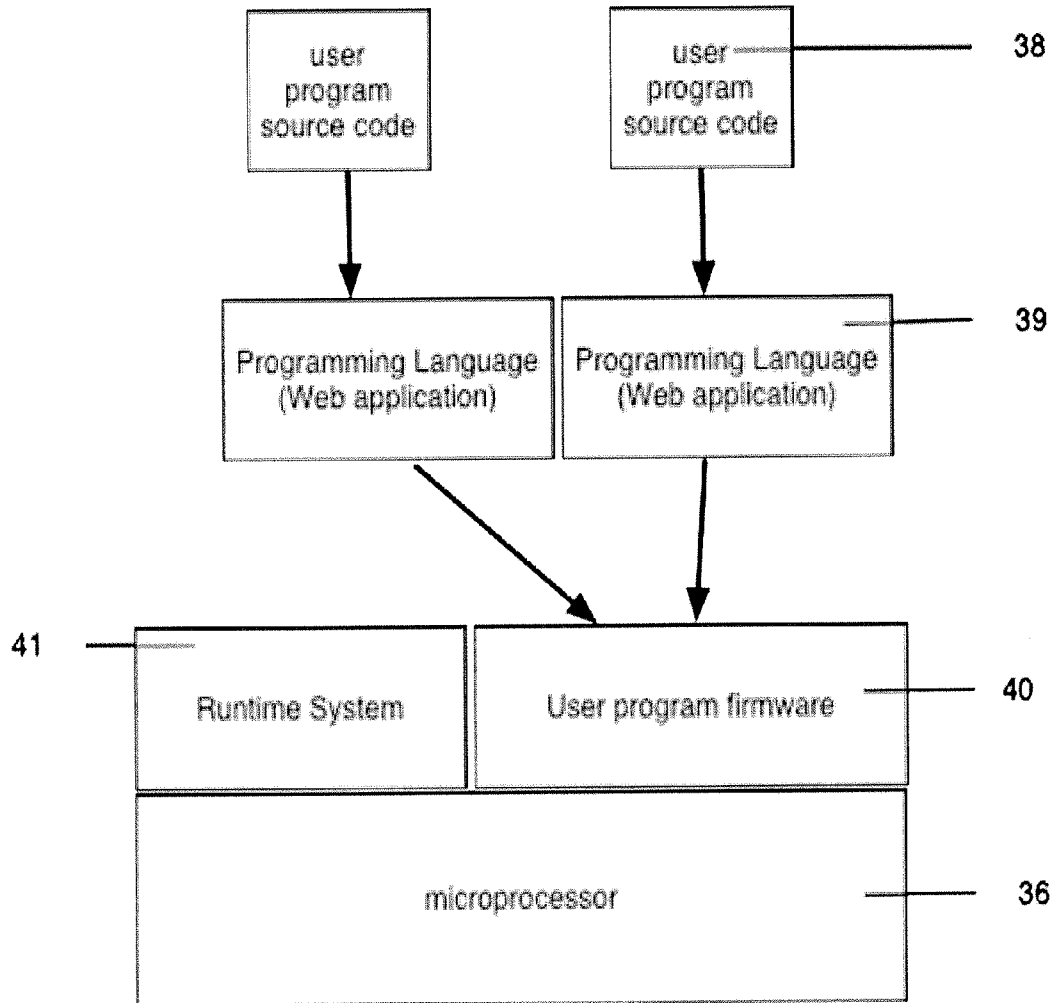 user
program
source code
user
program
source code
38
Programming Language
(Web application)
Programming Language
(Web application)
39
41
Runtime System
User program firmware
40
microprocessor
36